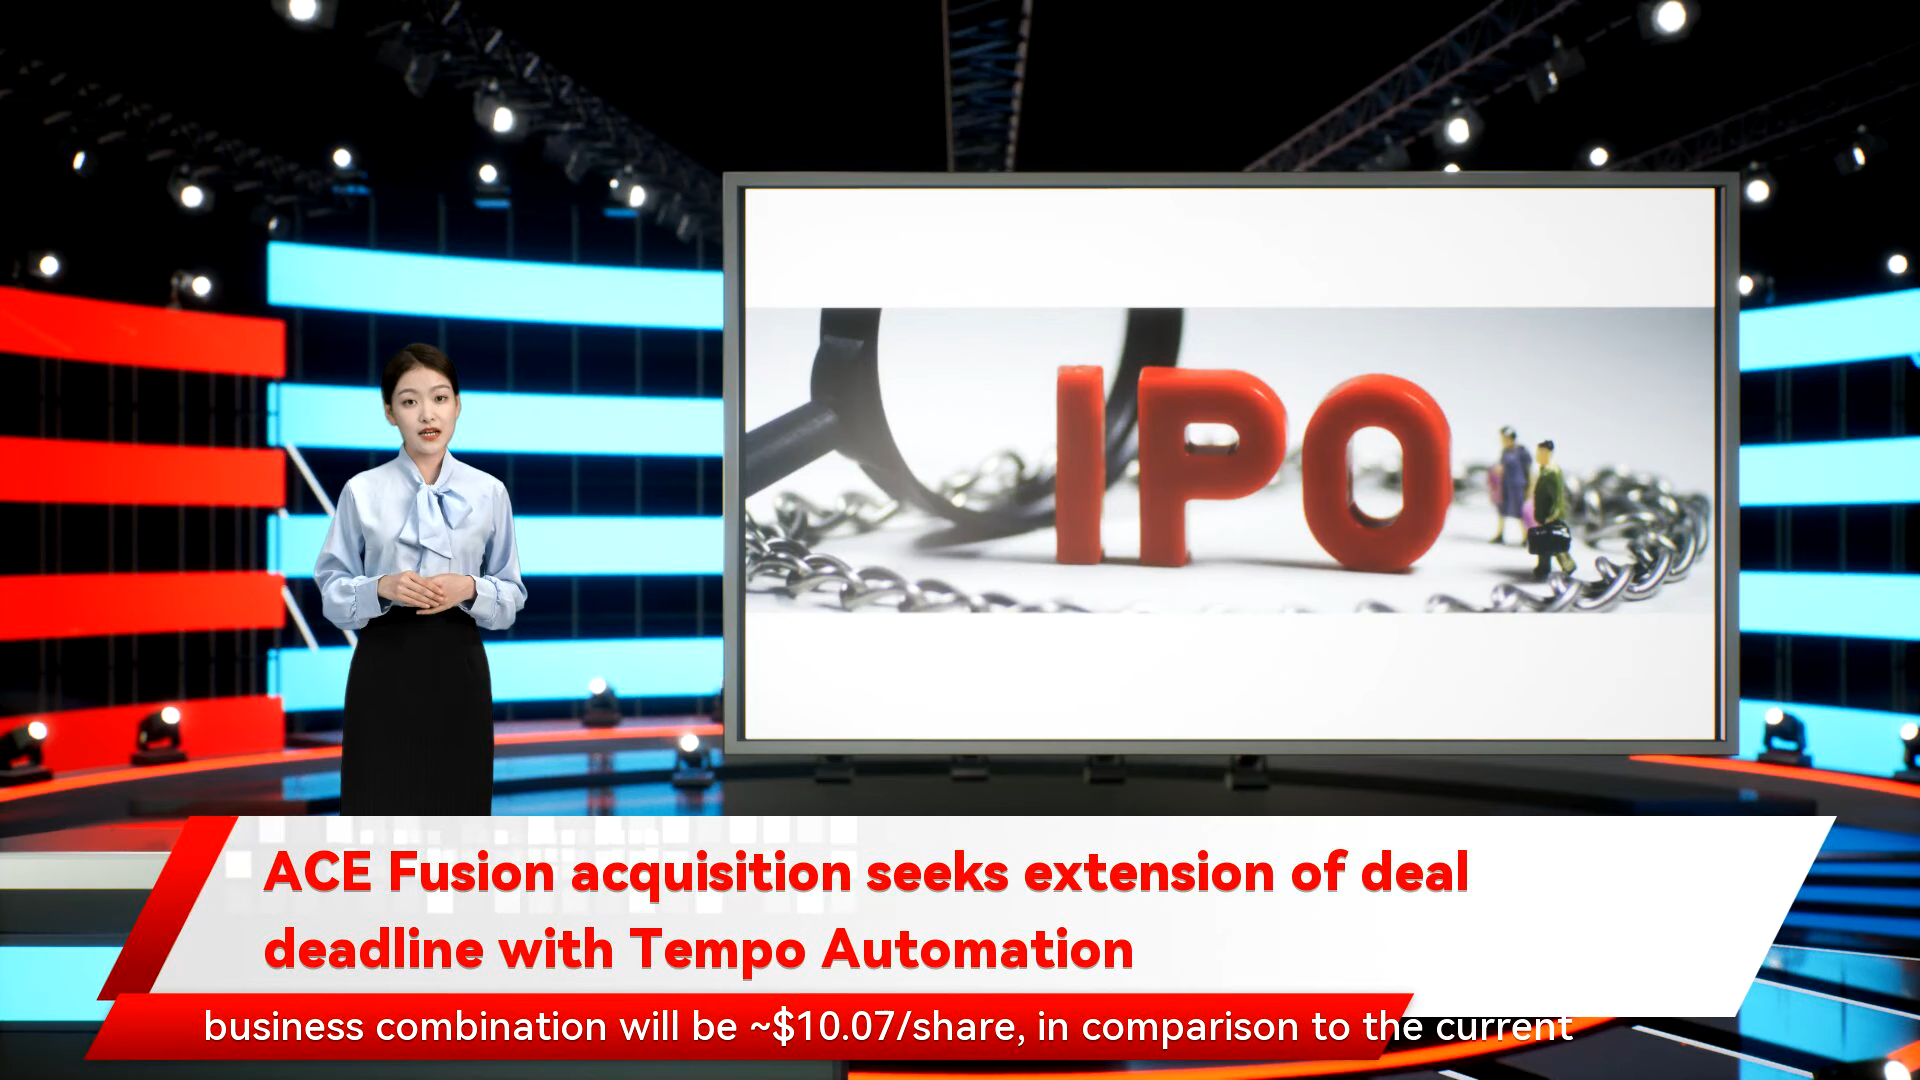 IPO
ACE Fusion acquisition seeks extension of deal
deadline with Tempo Automation
business combination will be ~$10.07/share, in comparison to the current